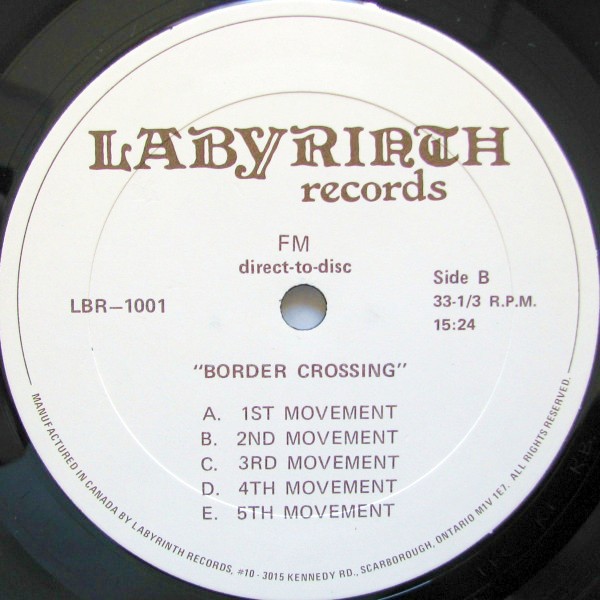 LABYRINTH
records
FM
direct-to-disc
LBR-1001
Side B
33-1/3 R.P.M.
15:24
"BORDER CROSSING"
A. 1ST MOVEMENT
B. 2ND MOVEMENT
C. 3RD MOVEMENT
D. 4TH MOVEMENT
E. 5TH MOVEMENT
MANUFACTURED IN CANADA BY LABYRINTH RECORDS, #10 - 3015 KENNEDY RD., SCARBOROUGH, ONTARIO M1V 1E7. ALL RIGHTS RESERVED.